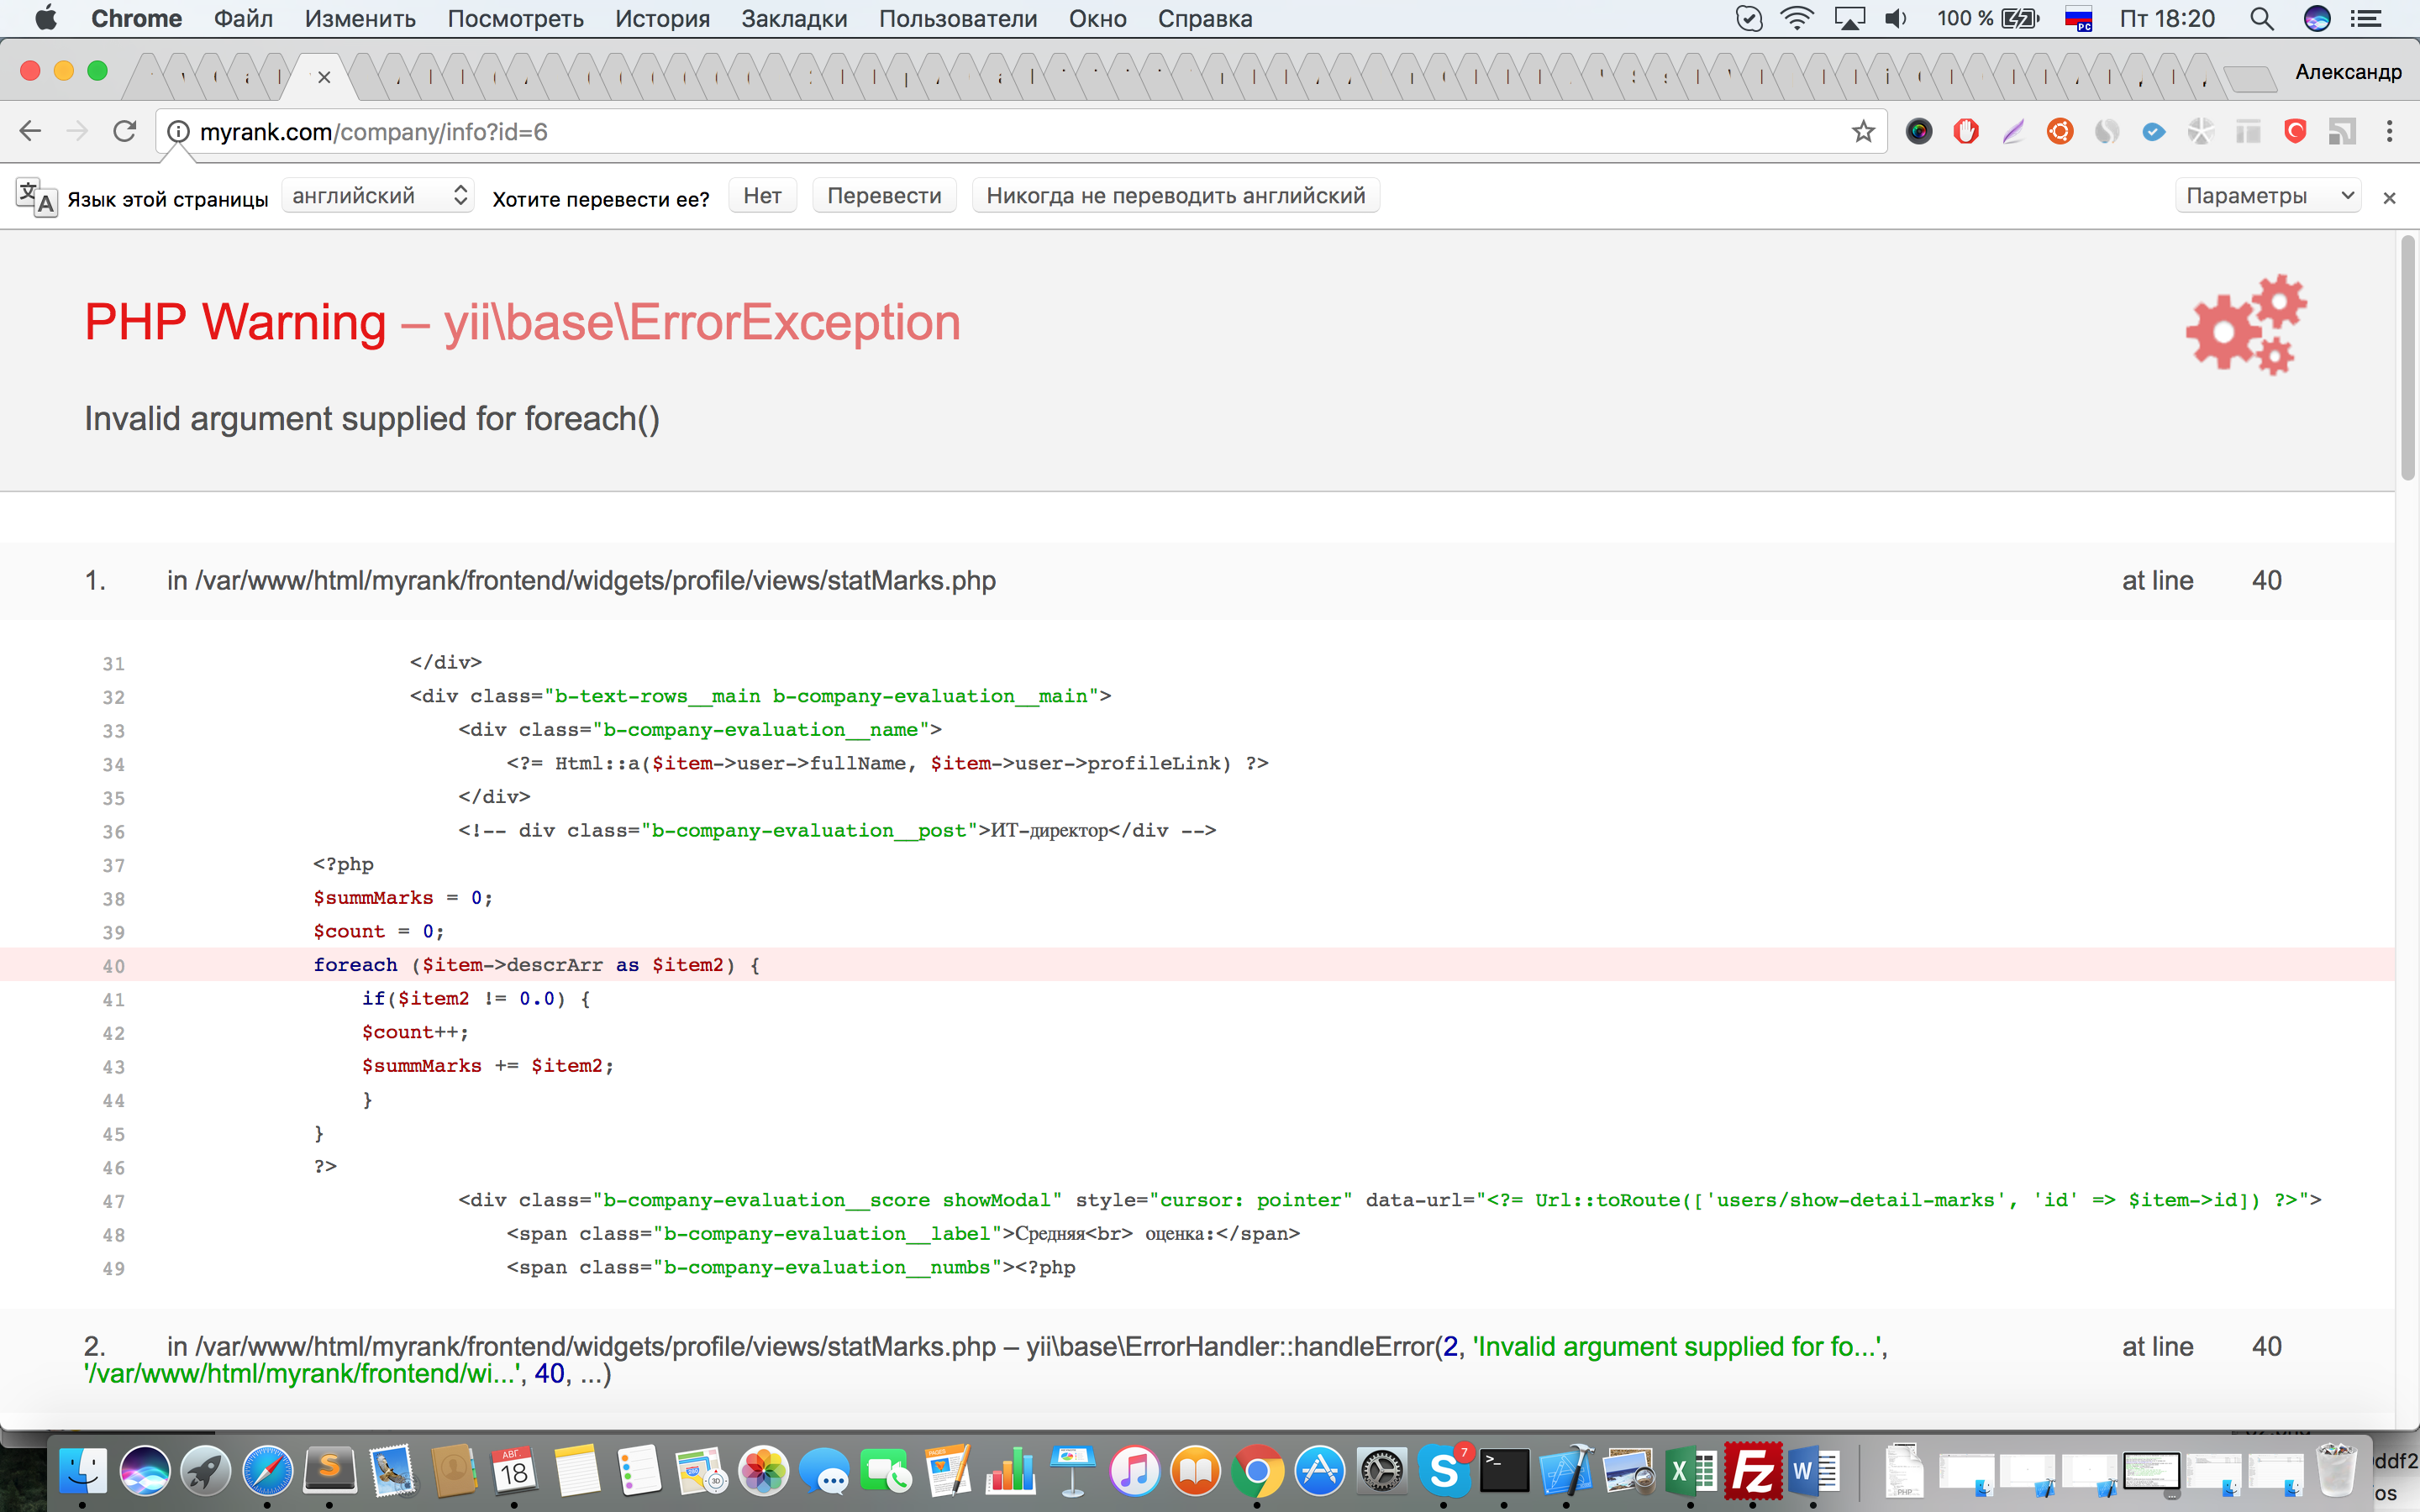 Chrome Файл Изменить Посмотреть История Закладки Пользователи Окно Справка 100 % РС Пт 18:20
Александр
myrank.com/company/info?id=6
Язык этой страницы английский Хотите перевести ее? Нет Перевести Никогда не переводить английский Параметры
PHP Warning – yii\base\ErrorException
Invalid argument supplied for foreach()
1. in /var/www/html/myrank/frontend/widgets/profile/views/statMarks.php at line 40
31 </div>
32 <div class="b-text-rows__main b-company-evaluation__main">
33 <div class="b-company-evaluation__name">
34 <?= Html::a($item->user->fullName, $item->user->profileLink) ?>
35 </div>
36 <!-- div class="b-company-evaluation__post">ИТ-директор</div -->
37 <?php
38 $summMarks = 0;
39 $count = 0;
40 foreach ($item->descrArr as $item2) {
41 if($item2 != 0.0) {
42 $count++;
43 $summMarks += $item2;
44 }
45 }
46 ?>
47 <div class="b-company-evaluation__score showModal" style="cursor: pointer" data-url="<?= Url::toRoute(['users/show-detail-marks', 'id' => $item->id]) ?>">
48 <span class="b-company-evaluation__label">Средняя<br> оценка:</span>
49 <span class="b-company-evaluation__numbs"><?php
2. in /var/www/html/myrank/frontend/widgets/profile/views/statMarks.php – yii\base\ErrorHandler::handleError(2, 'Invalid argument supplied for fo...', at line 40
'/var/www/html/myrank/frontend/wi...', 40, ...)
АВГ.
18
7
PHP
ddf2
os